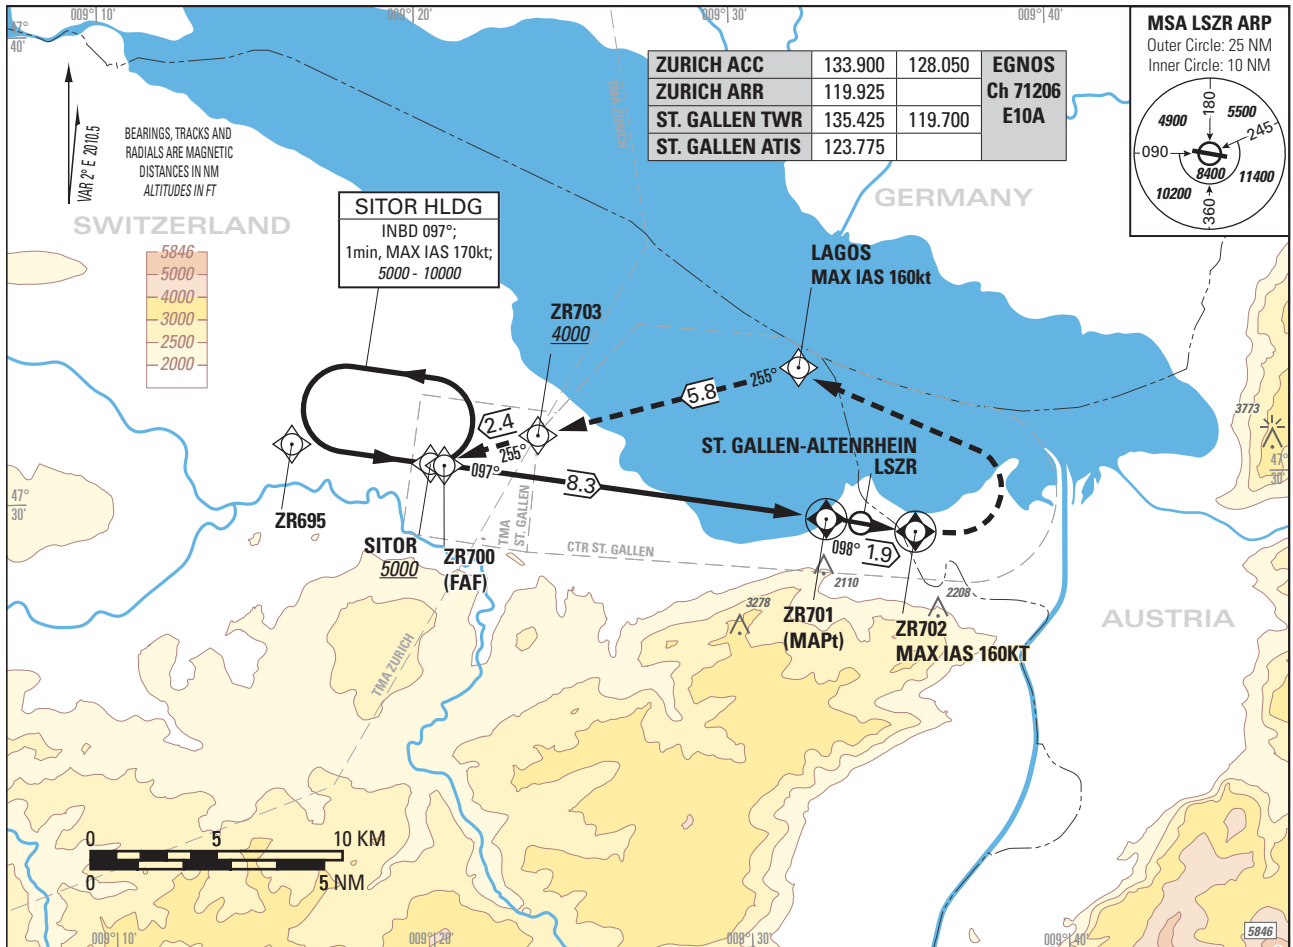 009°|10'
009°|20'
009°|30'
009°|40'
47°
40'
MSA LSZR ARP
Outer Circle: 25 NM
Inner Circle: 10 NM
180
4900
5500
245
090
8400
11400
10200
360
ZURICH ACC 133.900 128.050 EGNOS
ZURICH ARR 119.925 Ch 71206
ST. GALLEN TWR 135.425 119.700 E10A
ST. GALLEN ATIS 123.775
VAR 2° E 2010.5
BEARINGS, TRACKS AND
RADIALS ARE MAGNETIC
DISTANCES IN NM
ALTITUDES IN FT
TMA ZURICH
SWITZERLAND
GERMANY
SITOR HLDG
INBD 097°;
1min, MAX IAS 170kt;
5000 - 10000
5846
5000
4000
3000
2500
2000
LAGOS
MAX IAS 160kt
ZR703
4000
255°
5.8
2.4
255°
097°
8.3
ST. GALLEN-ALTENRHEIN
LSZR
3773
47°
30'
47°
30'
ZR695
SITOR
5000
ZR700
(FAF)
TMA
ST. GALLEN
CTR ST. GALLEN
098°
1.9
2110
2208
3278
ZR701
(MAPt)
ZR702
MAX IAS 160KT
AUSTRIA
TMA ZURICH
0 5 10 KM
0 5 NM
5846
009°|10'
009°|20'
009°|30'
009°|40'